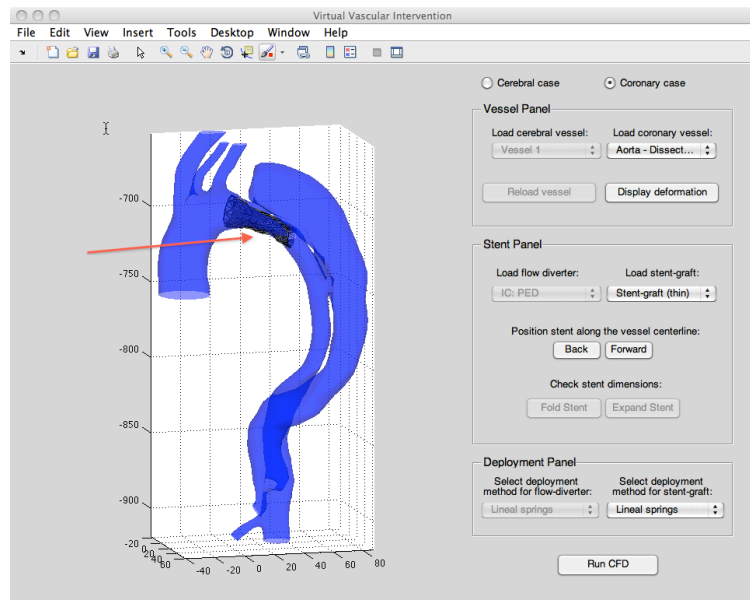 Virtual Vascular Intervention
File Edit View Insert Tools Desktop Window Help
Cerebral case Coronary case
Vessel Panel
Load cerebral vessel: Load coronary vessel:
Vessel 1 Aorta - Dissect...
Reload vessel Display deformation
Stent Panel
Load flow diverter: Load stent-graft:
IC: PED Stent-graft (thin)
Position stent along the vessel centerline:
Back Forward
Check stent dimensions:
Fold Stent Expand Stent
Deployment Panel
Select deployment method for flow-diverter:
Select deployment method for stent-graft:
Lineal springs Lineal springs
Run CFD
-700
-750
-800
-850
-900
-20 0 20 40 60
-40 -20 0 20 40 60 80